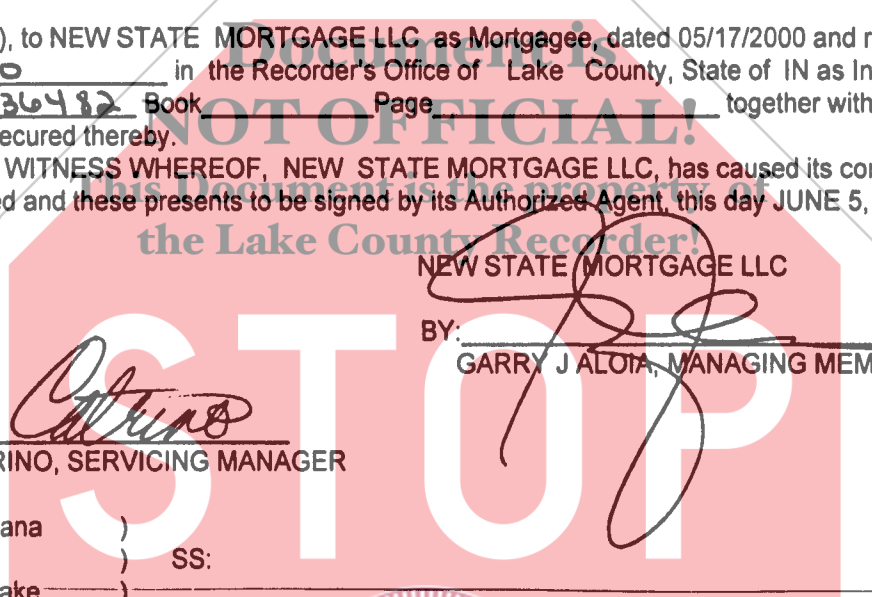 ), to NEW STATE MORTGAGE LLC as Mortgagee, dated 05/17/2000 and r
Document is
o in the Recorder's Office of Lake County, State of IN as In
36482 Book Page together with
NOT OFFICIAL!
ecured thereby.
WITNESS WHEREOF, NEW STATE MORTGAGE LLC, has caused its cor
This Document is the property of
ed and these presents to be signed by its Authorized Agent, this day JUNE 5,
the Lake County Recorder!
NEW STATE MORTGAGE LLC
BY:
GARRY J ALOIA, MANAGING MEM
STOP
Catrino
RINO, SERVICING MANAGER
ana )
) SS:
ake )